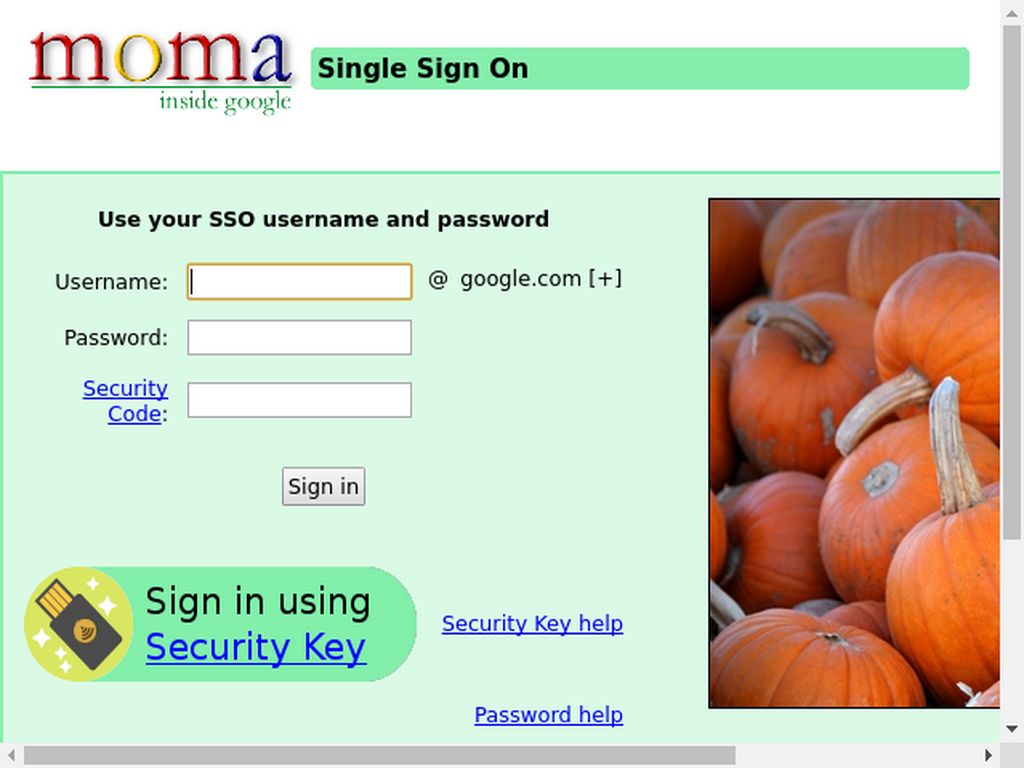 moma
inside google
Single Sign On
Use your SSO username and password
Username:
@ google.com [+]
Password:
Security
Code:
Sign in
Sign in using
Security Key
Security Key help
Password help